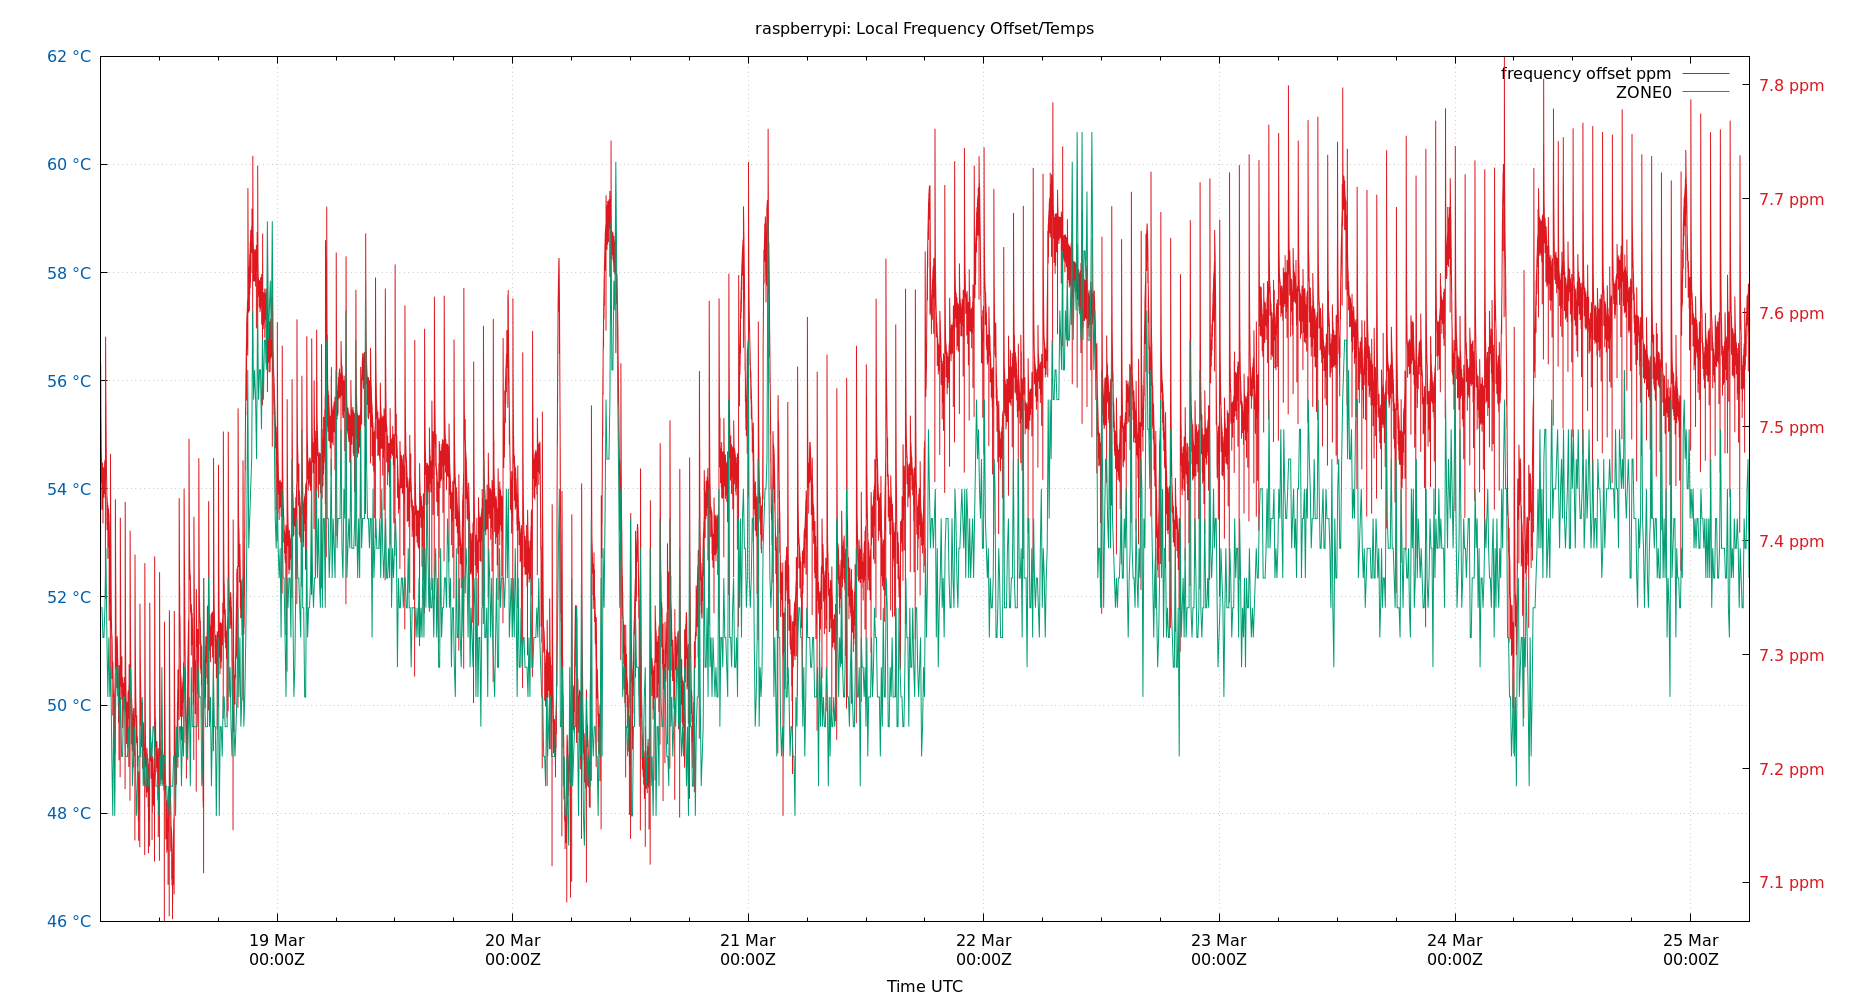 raspberrypi: Local Frequency Offset/Temps
frequency offset ppm
ZONE0
62 °C
60 °C
58 °C
56 °C
54 °C
52 °C
50 °C
48 °C
46 °C
7.8 ppm
7.7 ppm
7.6 ppm
7.5 ppm
7.4 ppm
7.3 ppm
7.2 ppm
7.1 ppm
19 Mar
00:00Z
20 Mar
00:00Z
21 Mar
00:00Z
22 Mar
00:00Z
23 Mar
00:00Z
24 Mar
00:00Z
25 Mar
00:00Z
Time UTC